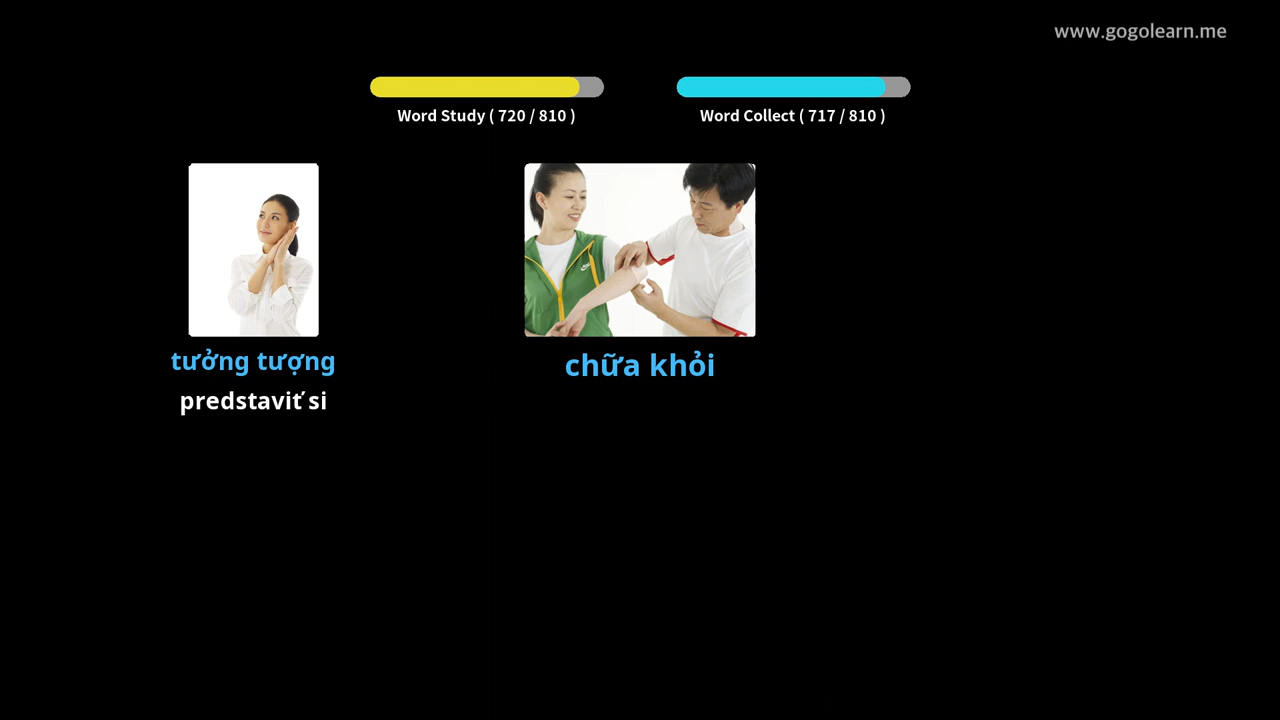 www.gogolearn.me
Word Study ( 720 / 810 )
Word Collect ( 717 / 810 )
tưởng tượng
predstaviť si
chữa khỏi